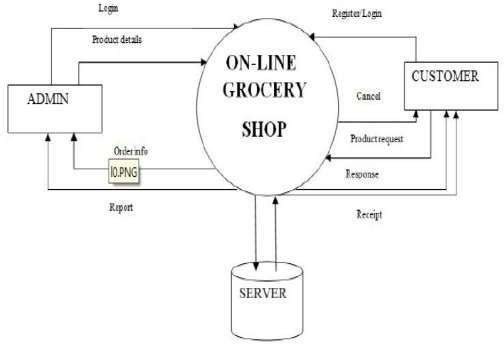 Login
Register/Login
Product details
ON-LINE
GROCERY
SHOP
CUSTOMER
ADMIN
Cancel
Product request
Order info
I0.PNG
Response
Report
Receipt
SERVER